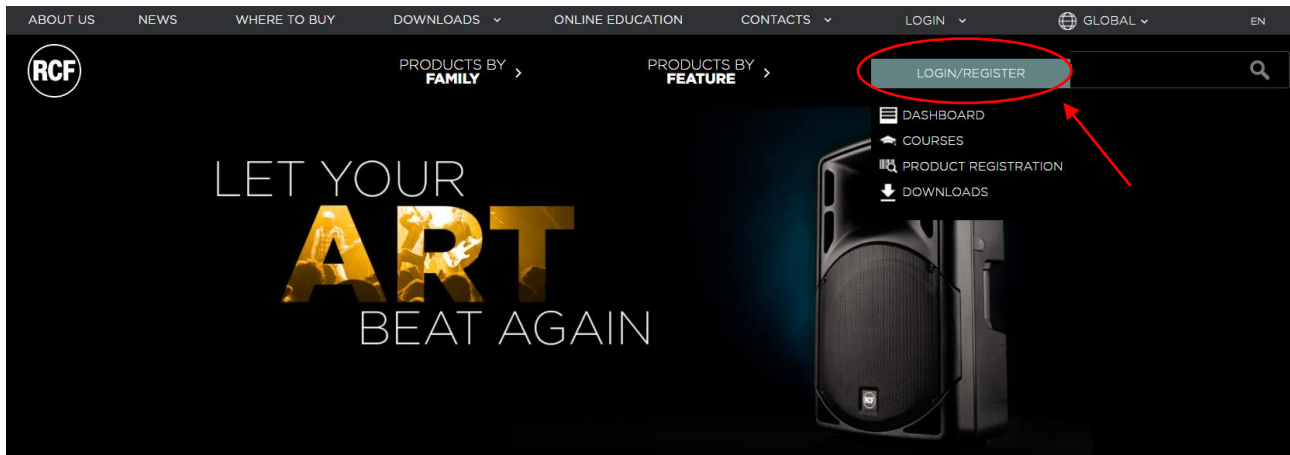 ABOUT US NEWS WHERE TO BUY DOWNLOADS ONLINE EDUCATION CONTACTS LOGIN GLOBAL EN
RCF
PRODUCTS BY
FAMILY
PRODUCTS BY
FEATURE
LOGIN/REGISTER
DASHBOARD
COURSES
PRODUCT REGISTRATION
DOWNLOADS
LET YOUR
ART
BEAT AGAIN
RCF